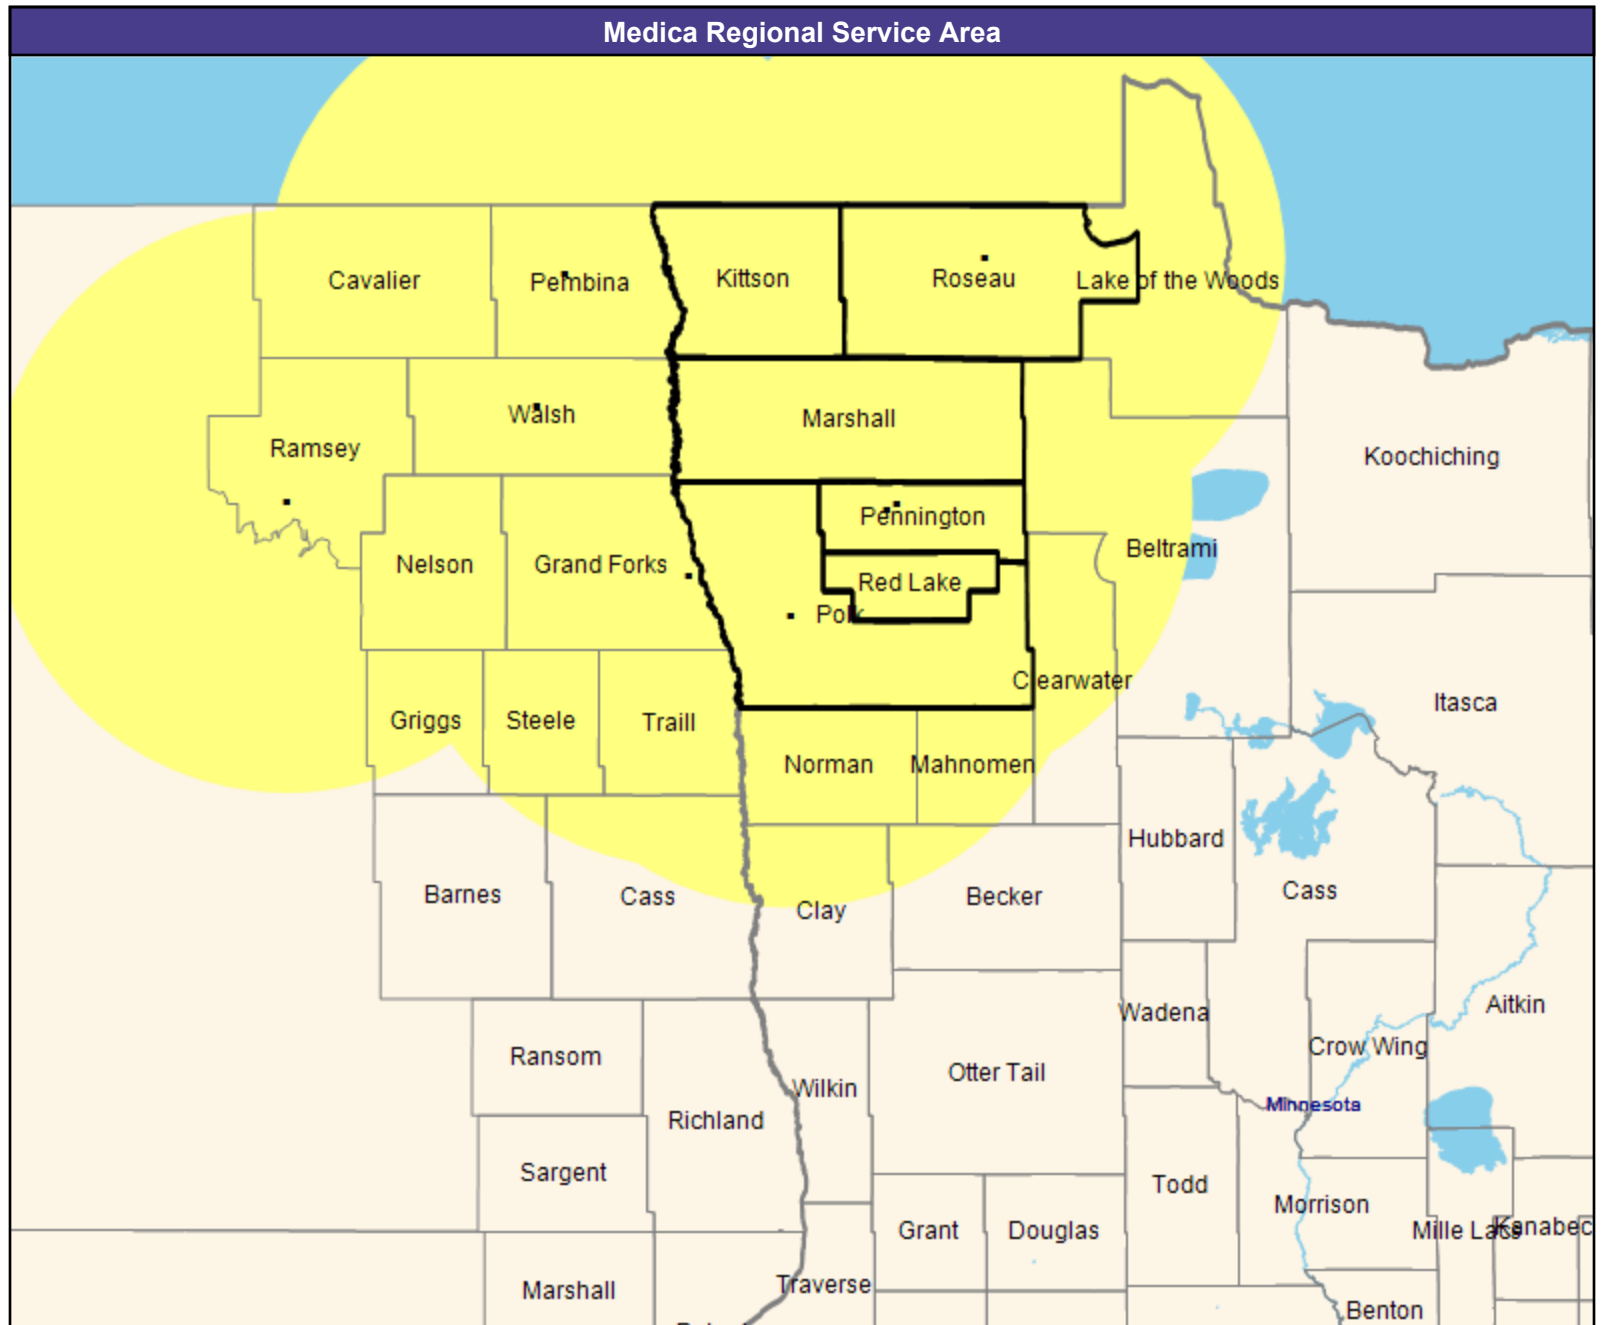 Medica Regional Service Area
Cavalier
Pembina
Kittson
Roseau
Lake of the Woods
Walsh
Marshall
Ramsey
Koochiching
Pennington
Beltrami
Nelson
Grand Forks
Red Lake
Polk
Clearwater
Itasca
Griggs
Steele
Traill
Norman
Mahnomen
Hubbard
Barnes
Cass
Clay
Becker
Cass
Wadena
Aitkin
Ransom
Crow Wing
Wilkin
Otter Tail
Minnesota
Richland
Sargent
Todd
Morrison
Grant
Douglas
Mille Lacs
Kanabec
Marshall
Traverse
Benton